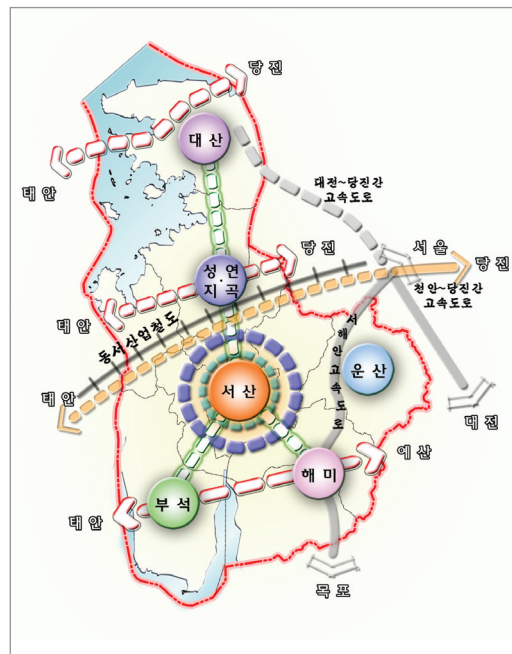 당진
대산
태안
대전~당진간
고속도로
당진
서울
당진
성연
·
지곡
천안~당진간
고속도로
태안
동서산업철도
서해안고속도로
서산
운산
태안
대전
예산
해미
부석
태안
목포